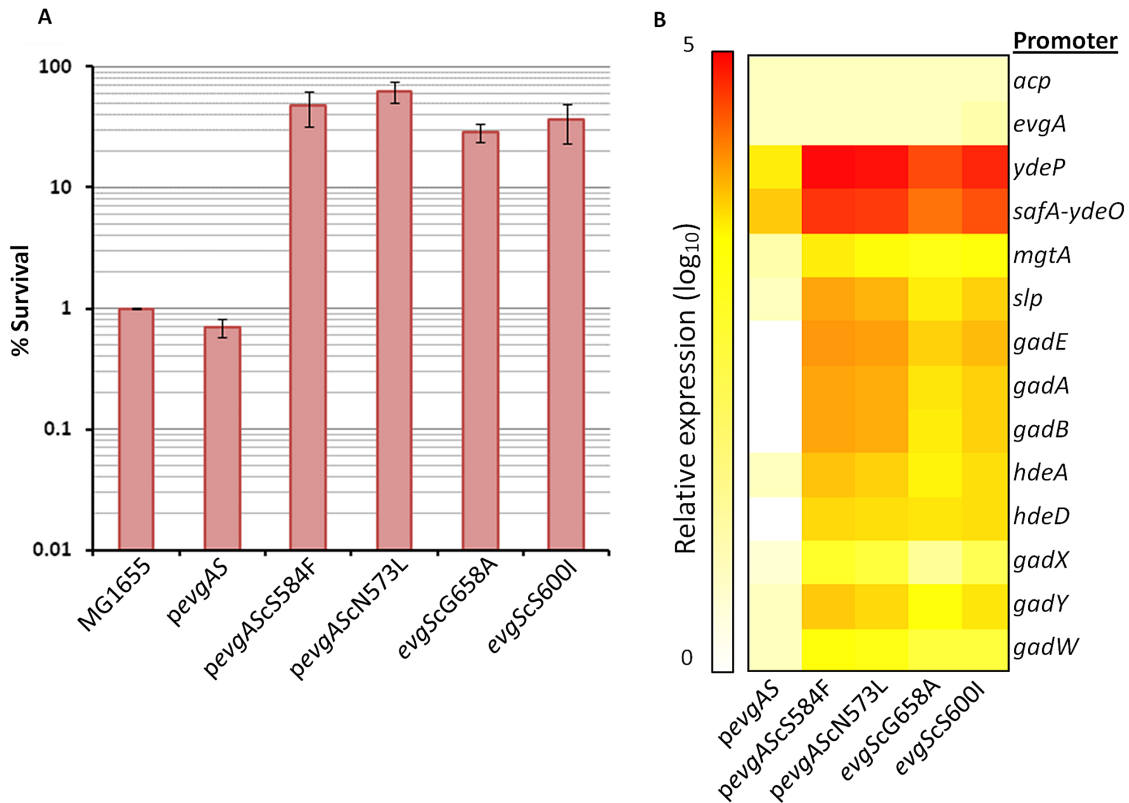 A
% Survival
100
10
1
0.1
0.01
MG1655
pevgAS
pevgAScS584F
pevgAScN573L
evgScG658A
evgScS600I
B
Relative expression (log10)
5
0
Promoter
acp
evgA
ydeP
safA-ydeO
mgtA
slp
gadE
gadA
gadB
hdeA
hdeD
gadX
gadY
gadW
pevgAS
pevgAScS584F
pevgAScN573L
evgScG658A
evgScS600I